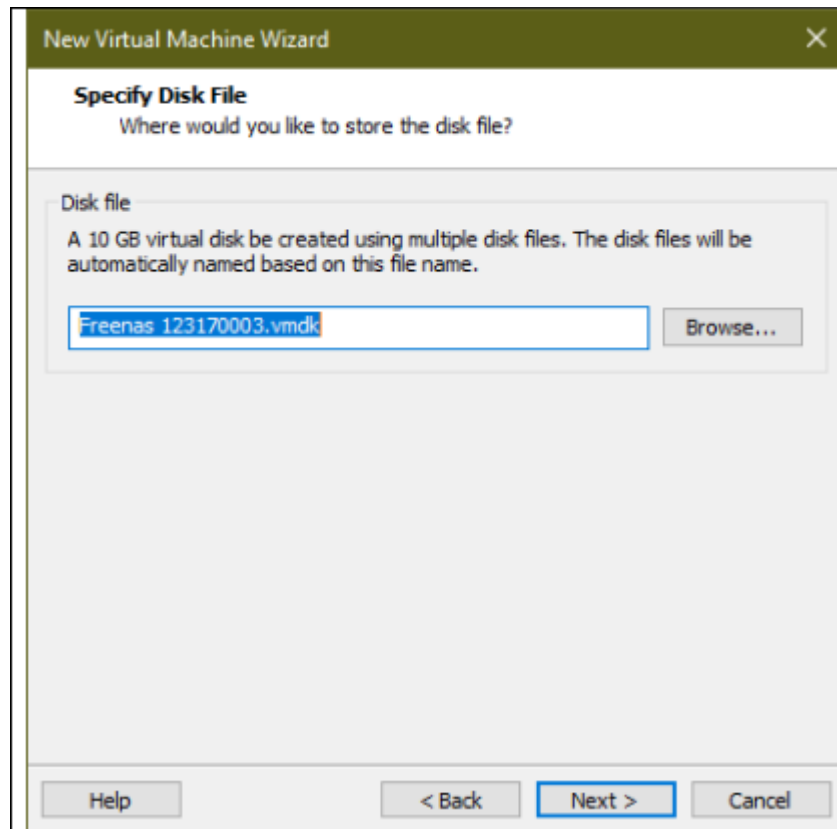 New Virtual Machine Wizard
Specify Disk File
Where would you like to store the disk file?
Disk file
A 10 GB virtual disk be created using multiple disk files. The disk files will be
automatically named based on this file name.
Freenas 123170003.vmdk
Browse...
Help
< Back
Next >
Cancel